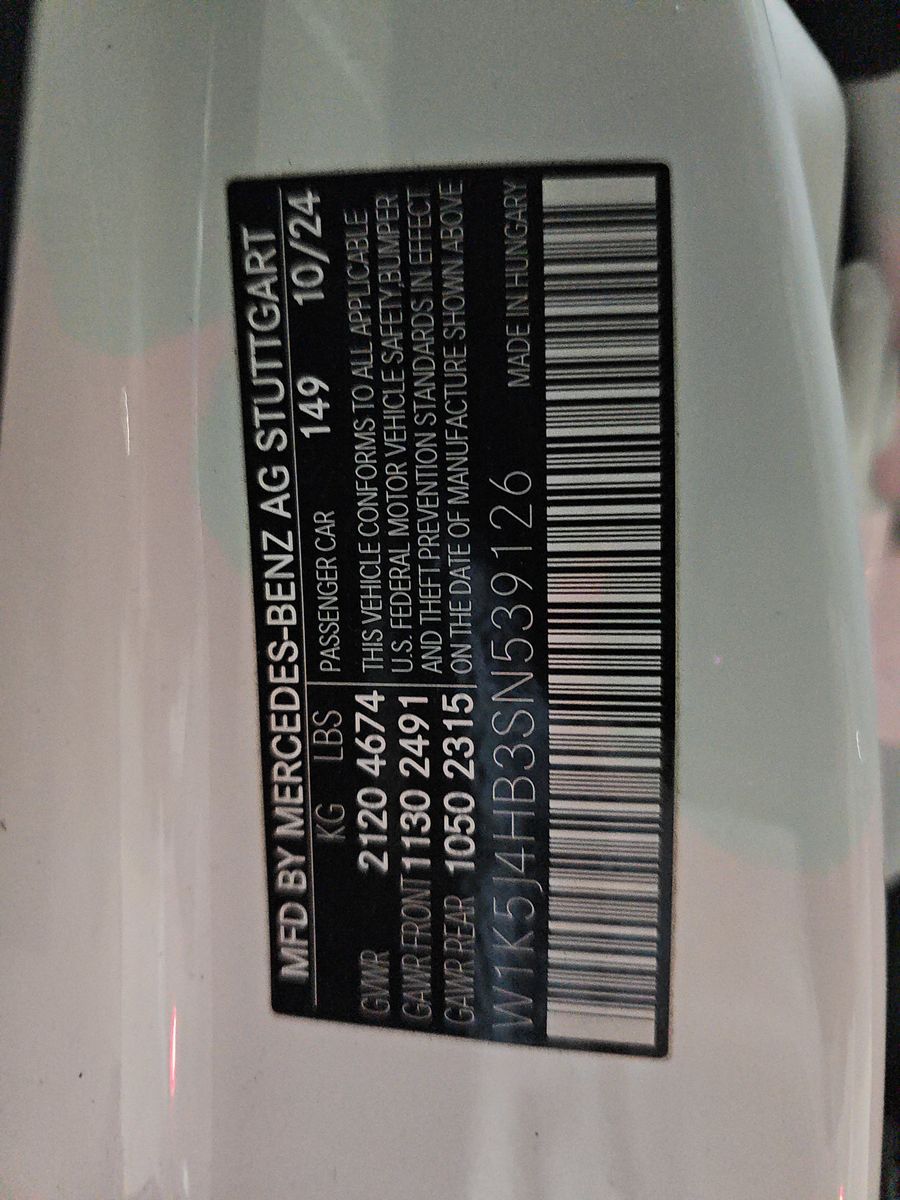 MFD BY MERCEDES-BENZ AG STUTTGART
KG LBS PASSENGER CAR 149 10/24
GVWR 2120 4674 THIS VEHICLE CONFORMS TO ALL APPLICABLE
GAWR FRONT 1130 2491 U.S. FEDERAL MOTOR VEHICLE SAFETY,BUMPER
AND THEFT PREVENTION STANDARDS IN EFFECT
GAWR REAR 1050 2315 ON THE DATE OF MANUFACTURE SHOWN ABOVE
W1K5J4HB3SN539126 MADE IN HUNGARY